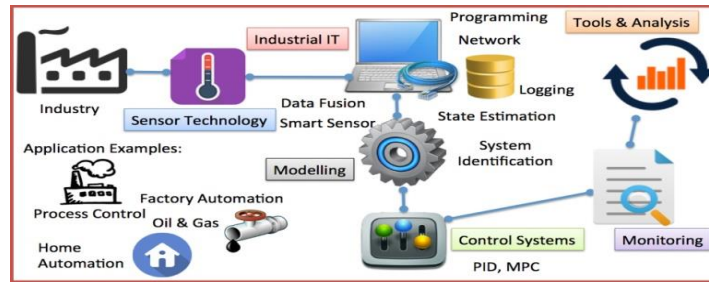 Programming
Industrial IT
Network
Tools & Analysis
Industry
Sensor Technology
Data Fusion
Smart Sensor
Logging
State Estimation
Application Examples:
Modelling
System
Identification
Process Control
Factory Automation
Oil & Gas
Home
Automation
Control Systems
Monitoring
PID, MPC